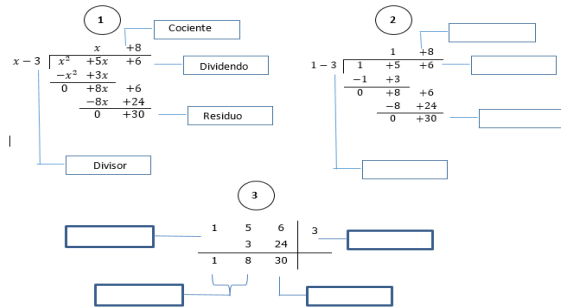 1
Cociente
x +8
x − 3 x² +5x +6
Dividendo
−x² +3x
0 +8x +6
−8x +24
Residuo
0 +30
Divisor
2
1 +8
1 − 3 1 +5 +6
−1 +3
0 +8 +6
−8 +24
0 +30
3
1 5 6 3
3 24
1 8 30